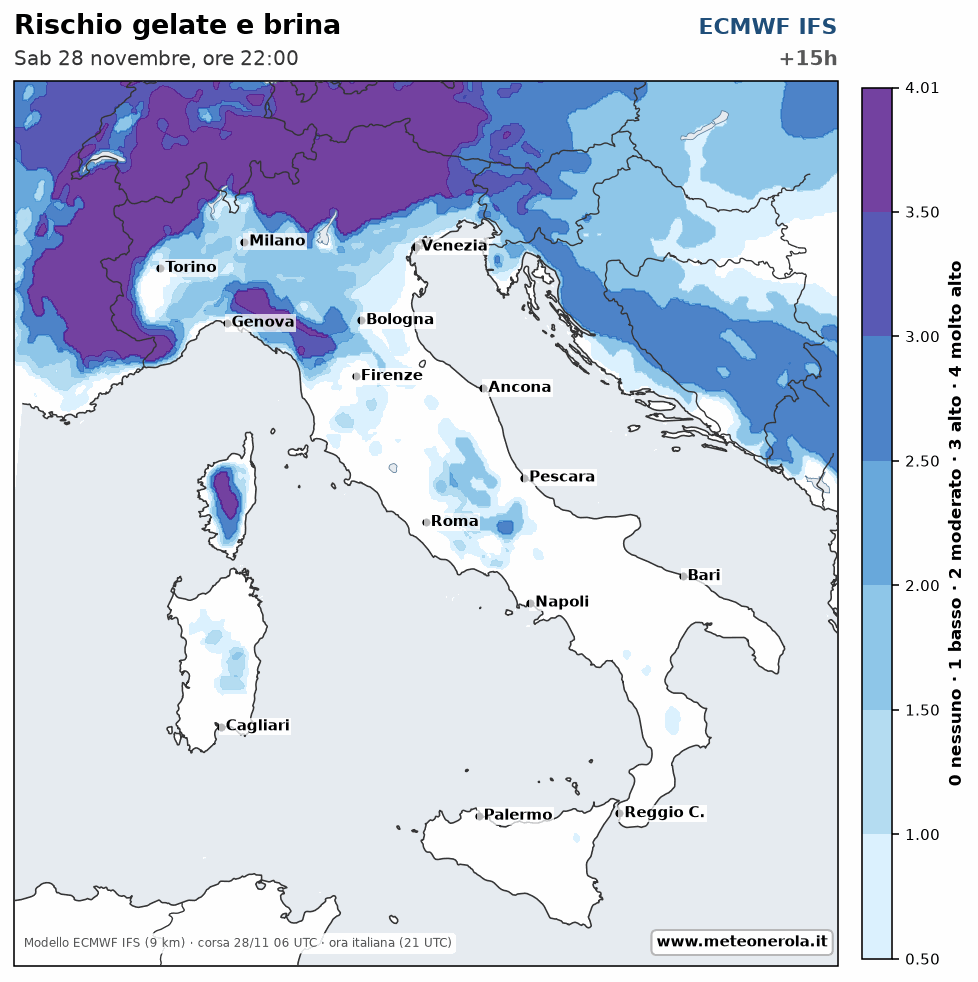 Rischio gelate e brina
ECMWF IFS
Sab 28 novembre, ore 22:00
+15h
Milano
Venezia
Torino
Genova
Bologna
Firenze
Ancona
Pescara
Roma
Bari
Napoli
Cagliari
Palermo
Reggio C.
Modello ECMWF IFS (9 km) · corsa 28/11 06 UTC · ora italiana (21 UTC)
www.meteonerola.it
4.01
3.50
3.00
2.50
2.00
1.50
1.00
0.50
0 nessuno · 1 basso · 2 moderato · 3 alto · 4 molto alto